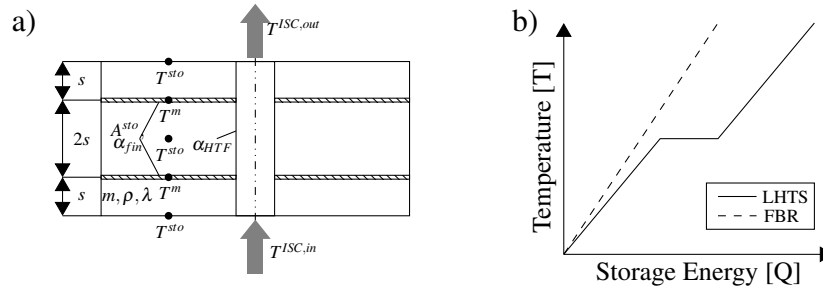 a)
T^{ISC,out}
s
T^{sto}
T^m
2s
A^{sto}
α_{fin}
T^{sto}
α_{HTF}
T^m
s
m, ρ, λ
T^{sto}
T^{ISC,in}
b)
Temperature [T]
LHTS
FBR
Storage Energy [Q]